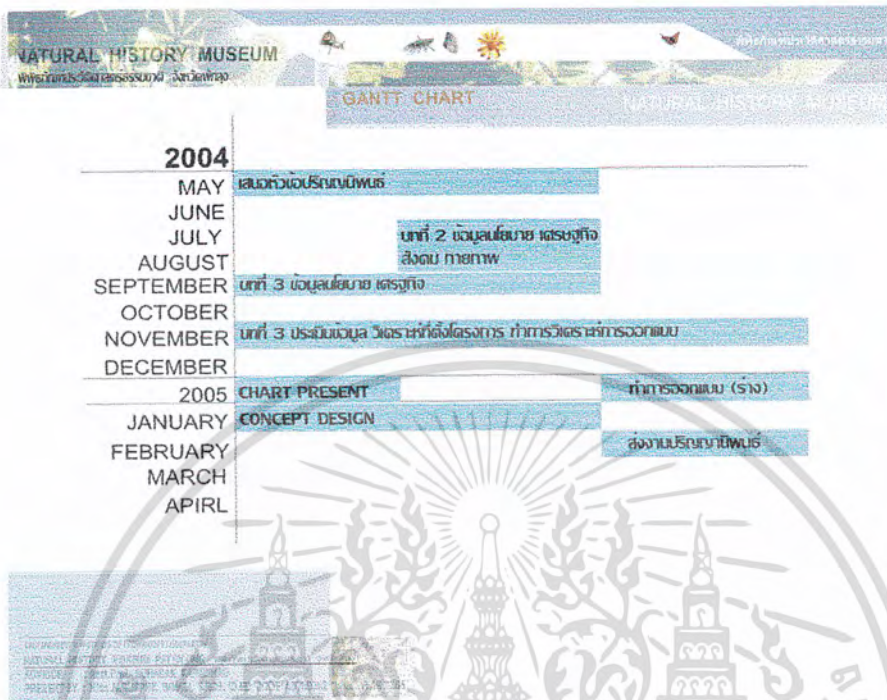 NATURAL HISTORY MUSEUM
พิพิธภัณฑ์ประวัติศาสตร์ธรรมชาติ จังหวัดพัทลุง
GANTT CHART
NATURAL HISTORY MUSEUM
2004
MAY เสนอหัวข้อปริญญานิพนธ์
JUNE
JULY บทที่ 2 ข้อมูลนโยบาย เศรษฐกิจ
AUGUST สังคม กายภาพ
SEPTEMBER บทที่ 3 ข้อมูลนโยบาย เศรฐกิจ
OCTOBER
NOVEMBER บทที่ 3 ประเมินข้อมูล วิเคราะห์ที่ตั้งโครงการ ทำการวิเคราะห์การออกแบบ
DECEMBER
2005 CHART PRESENT ทำการออกแบบ (ร่าง)
JANUARY CONCEPT DESIGN
FEBRUARY ส่งงานปริญญานิพนธ์
MARCH
APIRL